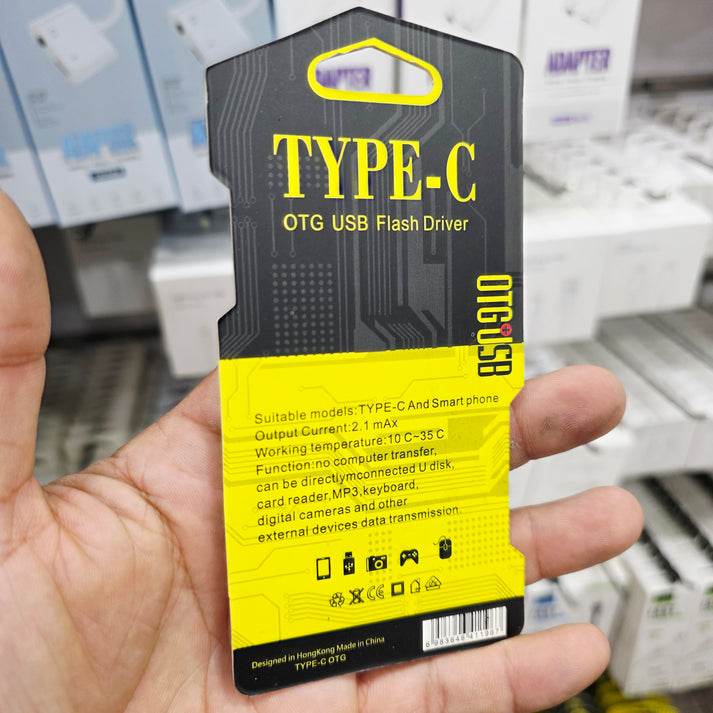 TYPE-C
OTG USB Flash Driver
OTG+USB
Suitable models:TYPE-C And Smart phone
Output Current:2.1 mAx
Working temperature:10 C~35 C
Function:no computer transfer,
can be directlymconnected U disk,
card reader,MP3,keyboard,
digital cameras and other
external devices data transmission.
CE
Designed in HongKong Made in China
TYPE-C OTG
ADAPTER